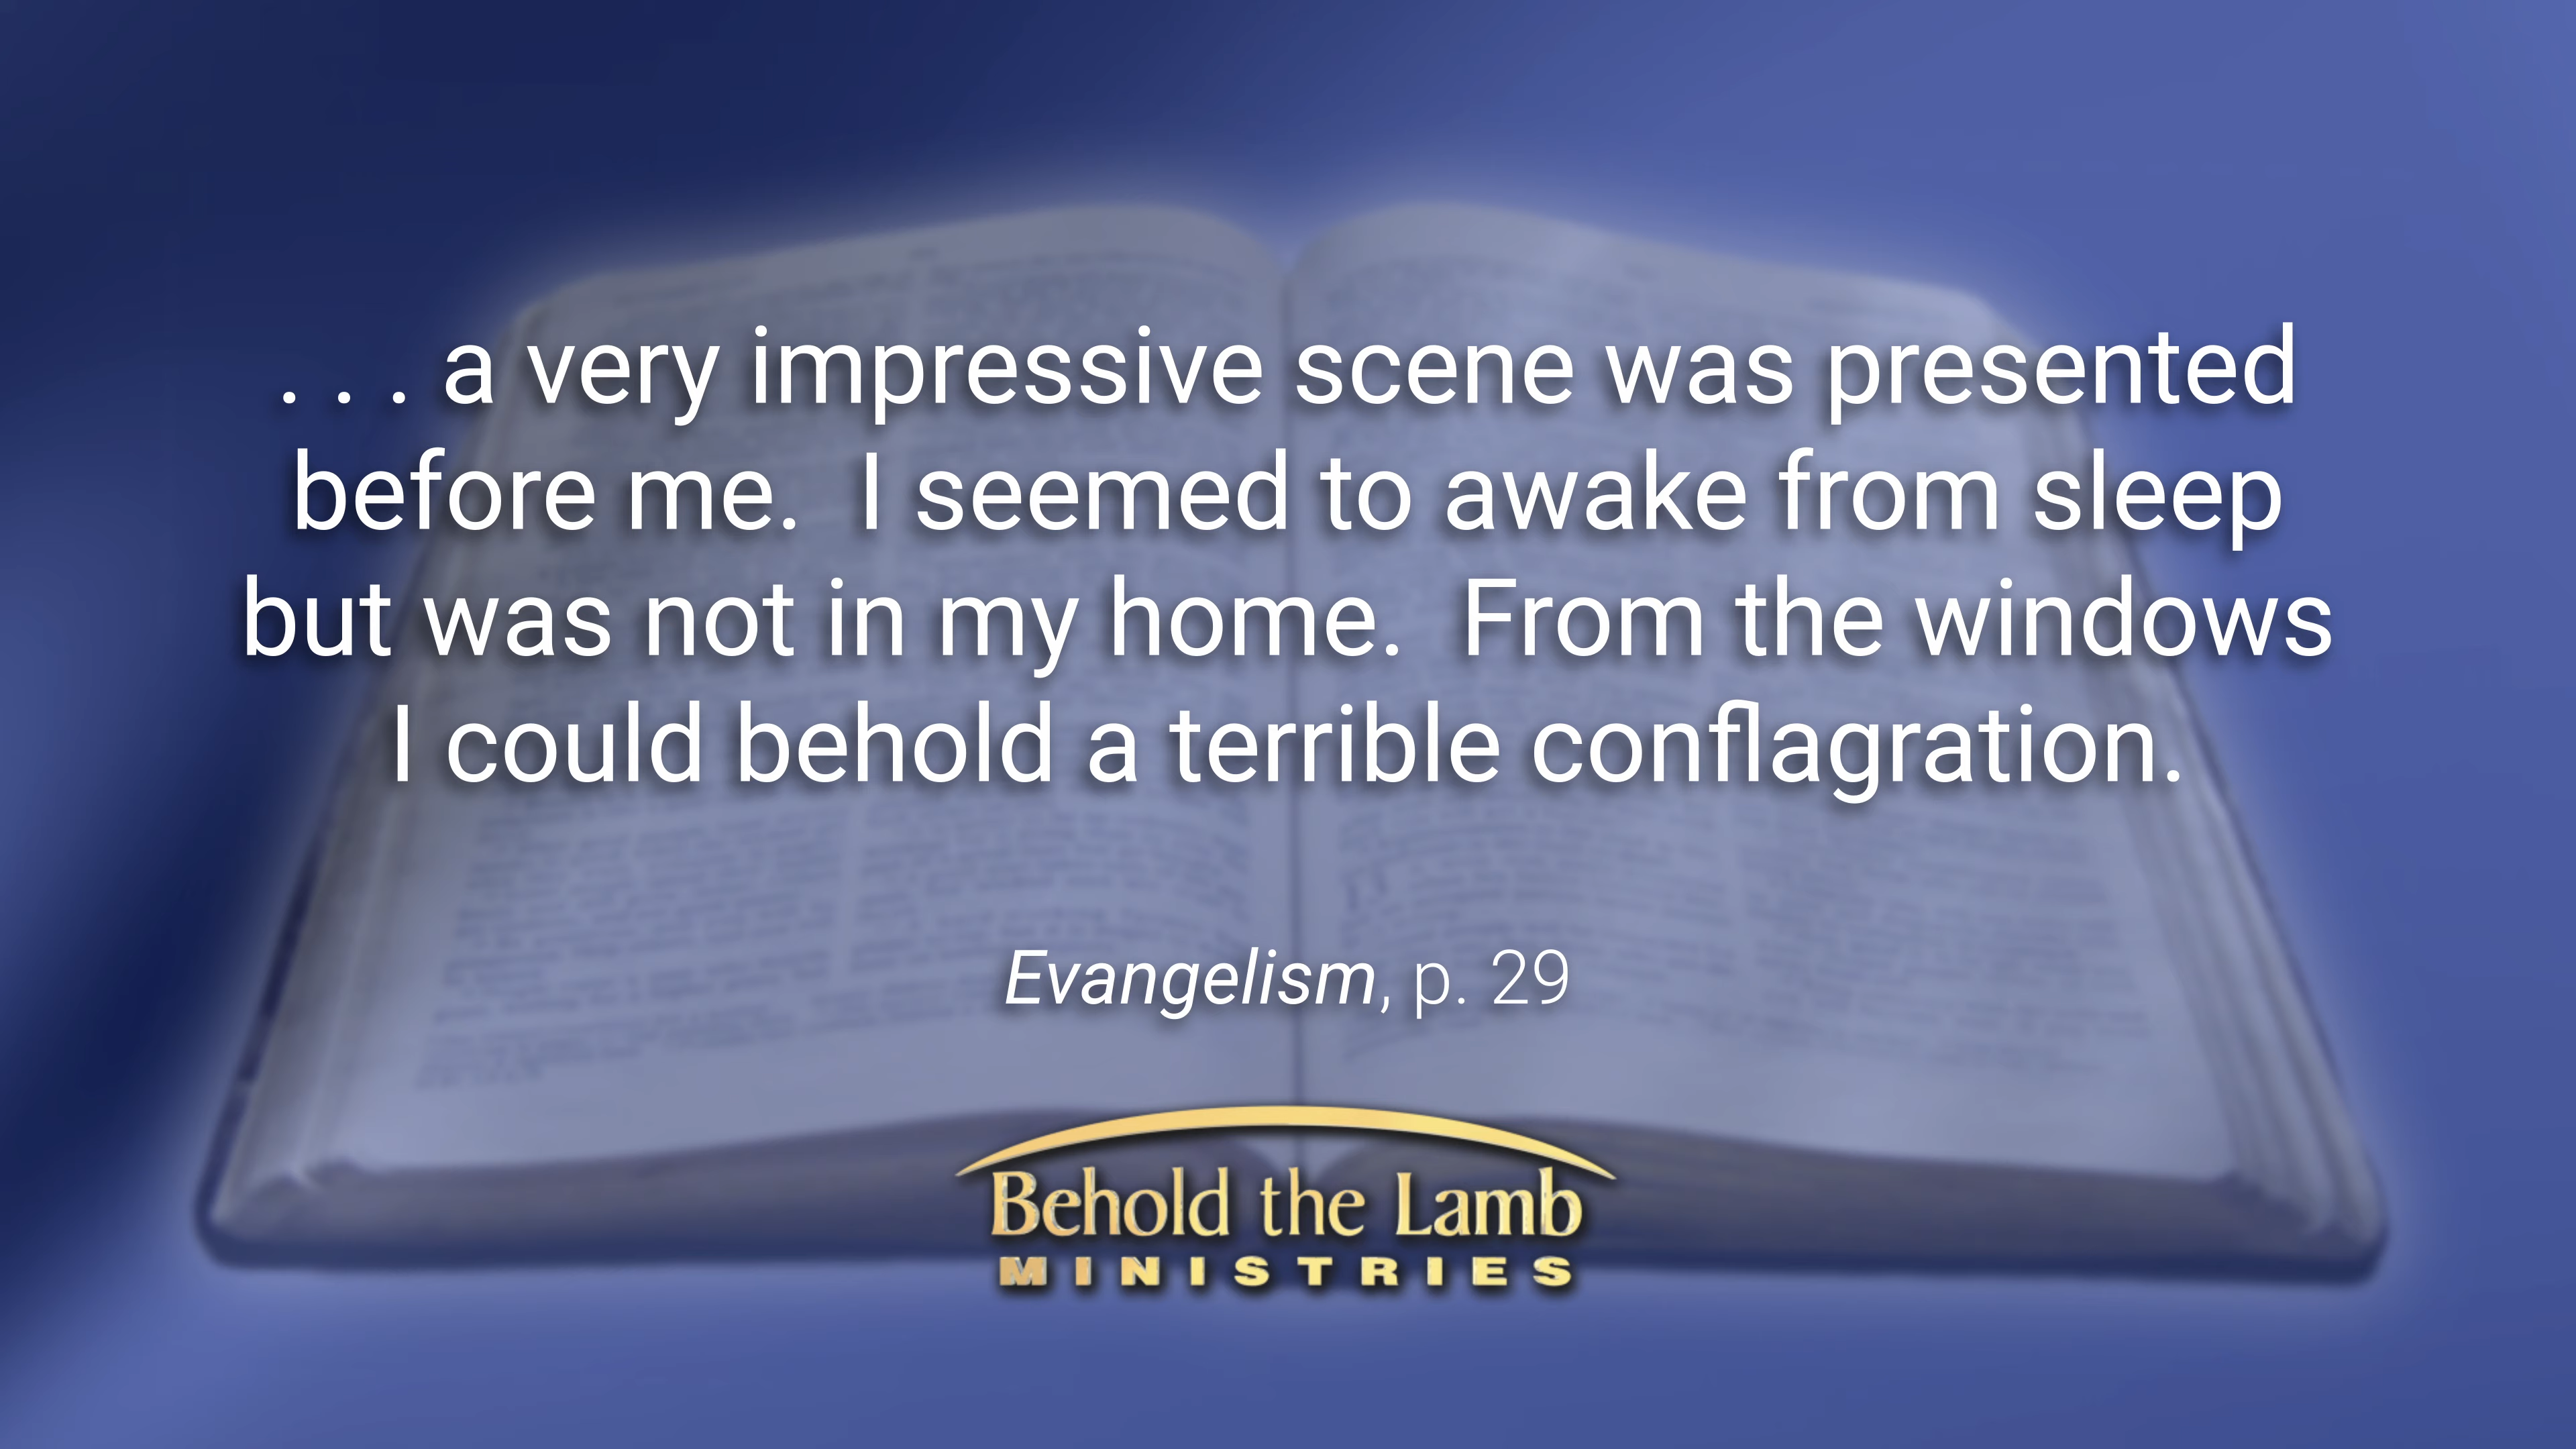 . . . a very impressive scene was presented
before me.  I seemed to awake from sleep
but was not in my home.  From the windows
I could behold a terrible conflagration.
Evangelism, p. 29
Behold the Lamb
MINISTRIES